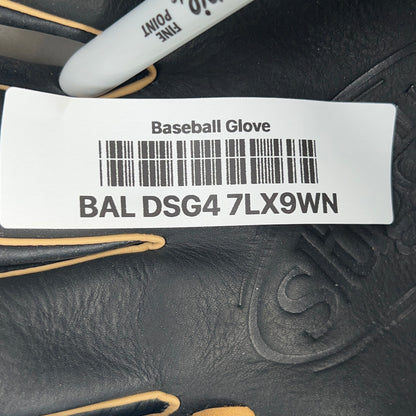 FINE
POINT
Baseball Glove
BAL DSG4 7LX9WN